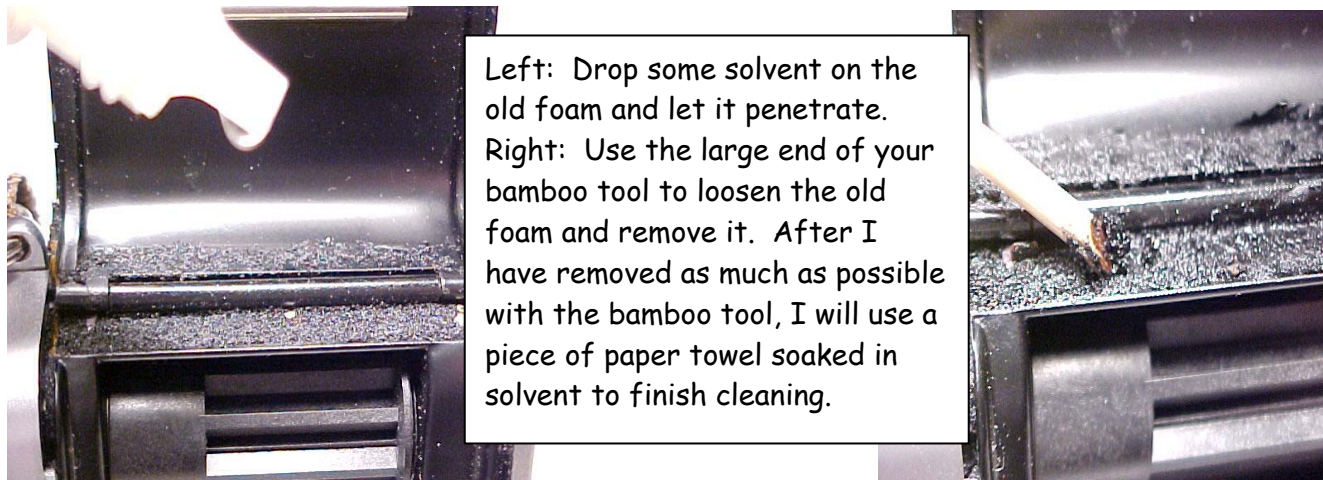 Left:  Drop some solvent on the
old foam and let it penetrate.
Right:  Use the large end of your
bamboo tool to loosen the old
foam and remove it.  After I
have removed as much as possible
with the bamboo tool, I will use a
piece of paper towel soaked in
solvent to finish cleaning.